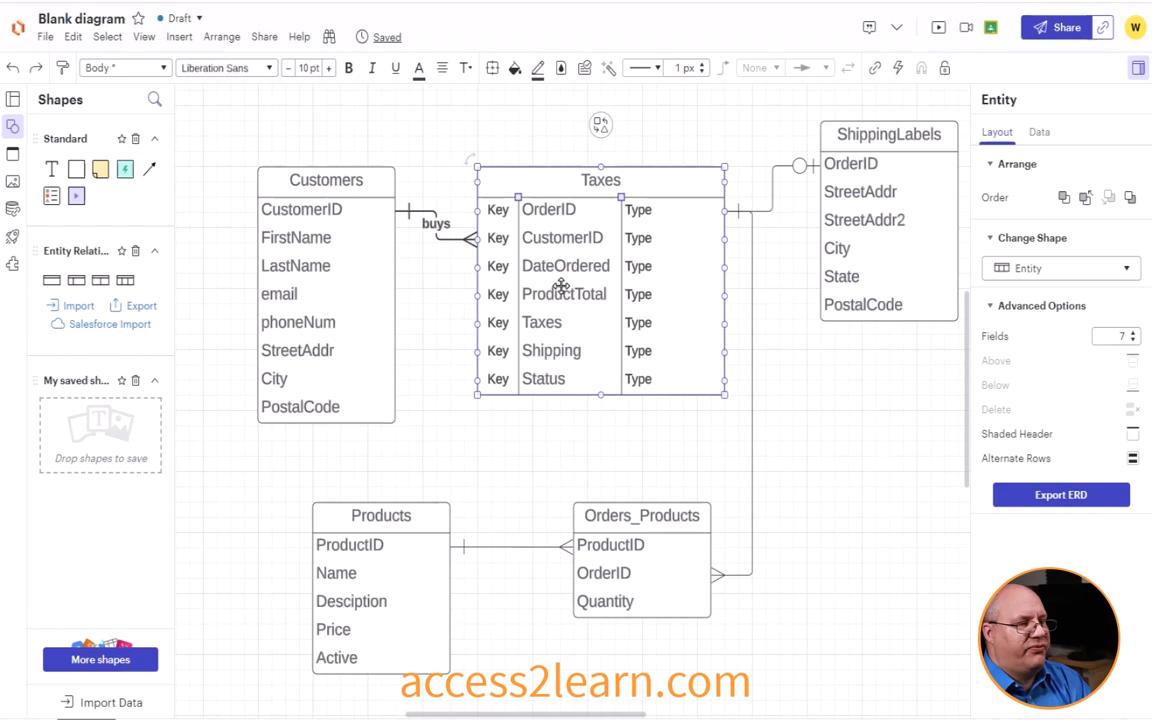 Blank diagram
Draft
File Edit Select View Insert Arrange Share Help Saved
Share
W
Body * Liberation Sans - 10 pt + B I U A T 1 px None
Shapes
Standard
T
Entity Relati...
Import Export
Salesforce Import
My saved sh...
T
Drop shapes to save
More shapes
Import Data
Customers
CustomerID
FirstName
LastName
email
phoneNum
StreetAddr
City
PostalCode
buys
Taxes
Key OrderID Type
Key CustomerID Type
Key DateOrdered Type
Key ProductTotal Type
Key Taxes Type
Key Shipping Type
Key Status Type
ShippingLabels
OrderID
StreetAddr
StreetAddr2
City
State
PostalCode
Products
ProductID
Name
Desciption
Price
Active
Orders_Products
ProductID
OrderID
Quantity
Entity
Layout Data
Arrange
Order
Change Shape
Entity
Advanced Options
Fields 7
Above
Below
Delete
Shaded Header
Alternate Rows
Export ERD
access2learn.com